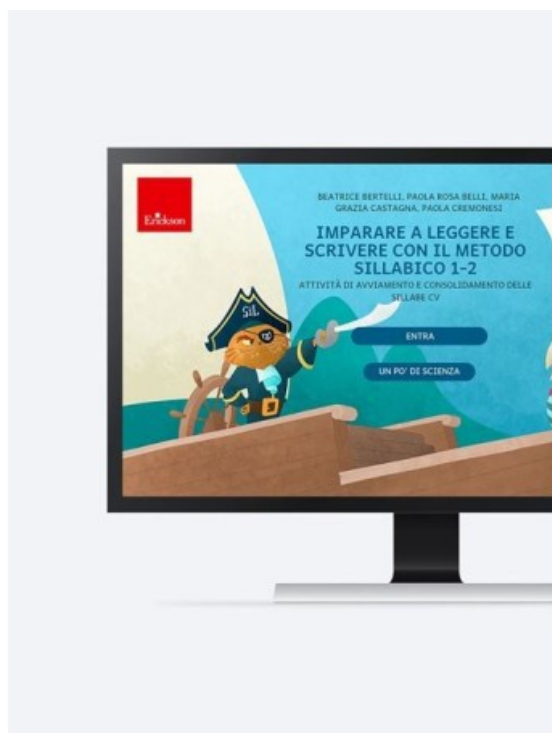 Erickson
BEATRICE BERTELLI, PAOLA ROSA BELLI, MARIA
GRAZIA CASTAGNA, PAOLA CREMONESI
IMPARARE A LEGGERE E
SCRIVERE CON IL METODO
SILLABICO 1-2
ATTIVITÀ DI AVVIAMENTO E CONSOLIDAMENTO DELLE
SILLABE CV
SIL
ENTRA
UN PO' DI SCIENZA